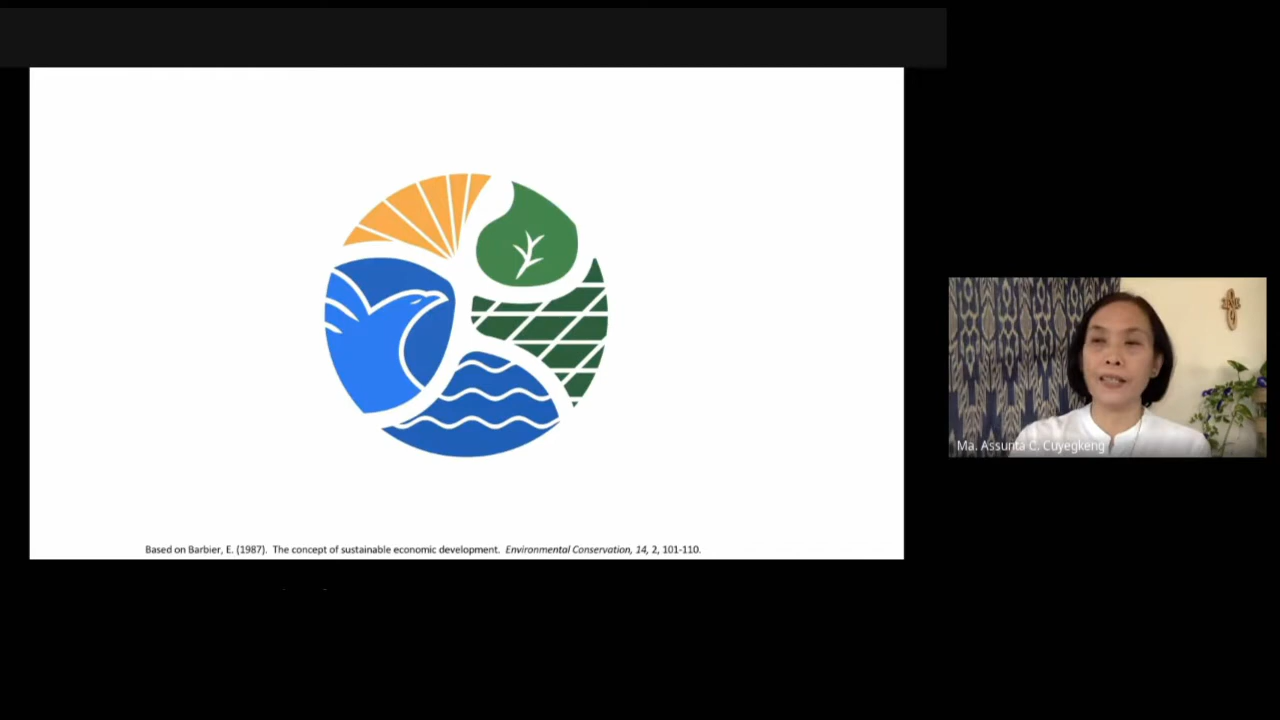 Ma. Assunta C. Cuyegkeng
Based on Barbier, E. (1987). The concept of sustainable economic development. Environmental Conservation, 14, 2, 101-110.